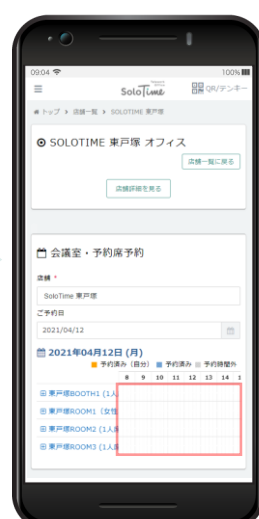 09:04 100%
SoloTime QR/テンキー
トップ › 店舗一覧 › SOLOTIME 東戸塚
SOLOTIME 東戸塚 オフィス
店舗一覧に戻る
店舗詳細を見る
会議室・予約席予約
店舗 *
SoloTime 東戸塚
ご予約日
2021/04/12
2021年04月12日 (月)
予約済み（自分） 予約済み 予約時間外
8 9 10 11 12 13 14 1
東戸塚BOOTH1 (1人
東戸塚ROOM1（女性
東戸塚ROOM2 (1人
東戸塚ROOM3 (1人